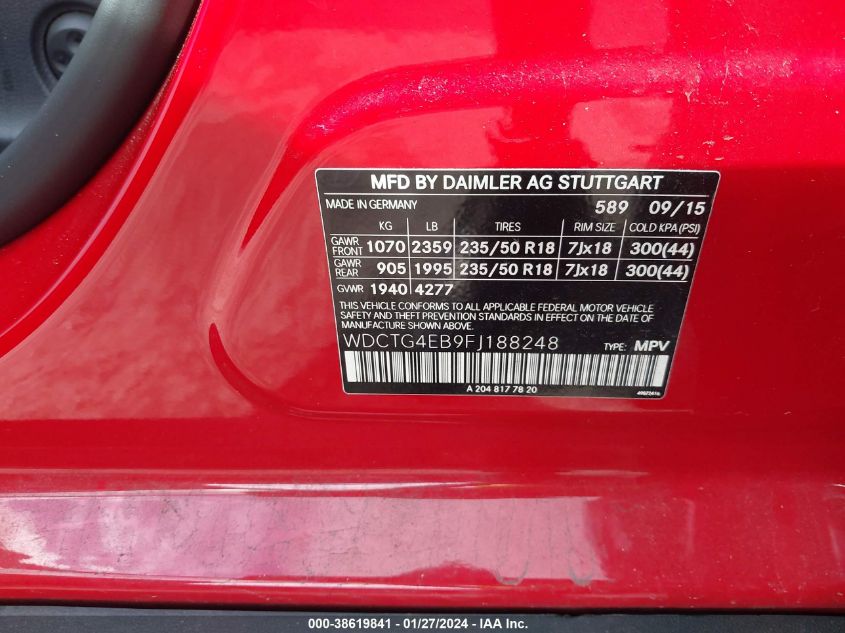 MFD BY DAIMLER AG STUTTGART
MADE IN GERMANY 589 09/15
KG LB TIRES RIM SIZE COLD KPA (PSI)
GAWR FRONT 1070 2359 235/50 R18 7Jx18 300(44)
GAWR REAR 905 1995 235/50 R18 7Jx18 300(44)
GVWR 1940 4277
THIS VEHICLE CONFORMS TO ALL APPLICABLE FEDERAL MOTOR VEHICLE
SAFETY AND THEFT PREVENTION STANDARDS IN EFFECT ON THE DATE
OF MANUFACTURE SHOWN ABOVE.
WDCTG4EB9FJ188248 TYPE: MPV
A 204 817 78 20
000-38619841 - 01/27/2024 - IAA Inc.